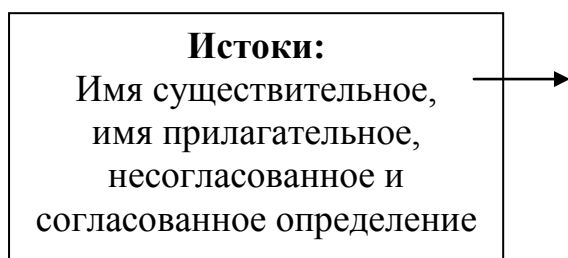 Истоки:
Имя существительное,
имя прилагательное,
несогласованное и
согласованное определение